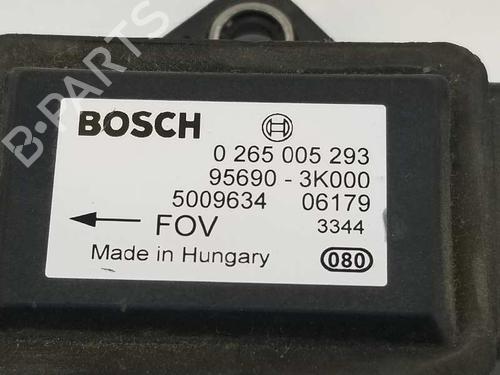 B-PARTS
BOSCH
0 265 005 293
95690 - 3K000
5009634 06179
FOV 3344
Made in Hungary 080